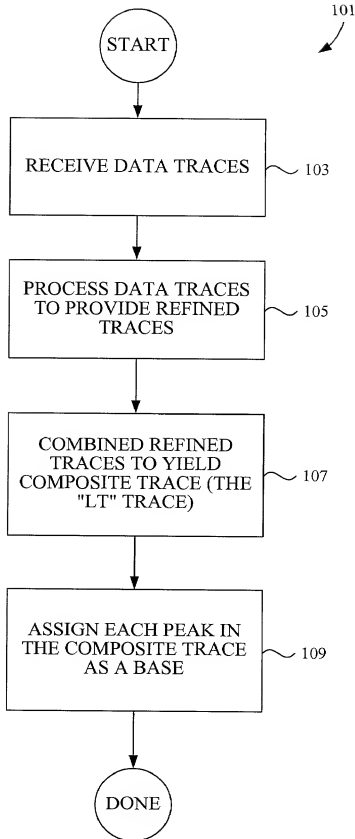 101
START
RECEIVE DATA TRACES
103
PROCESS DATA TRACES
TO PROVIDE REFINED
TRACES
105
COMBINED REFINED
TRACES TO YIELD
COMPOSITE TRACE (THE
"LT" TRACE)
107
ASSIGN EACH PEAK IN
THE COMPOSITE TRACE
AS A BASE
109
DONE